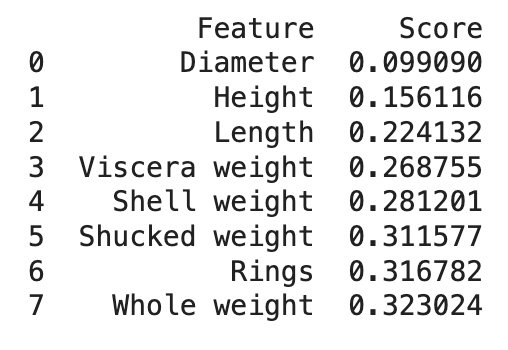 Feature Score
0 Diameter 0.099090
1 Height 0.156116
2 Length 0.224132
3 Viscera weight 0.268755
4 Shell weight 0.281201
5 Shucked weight 0.311577
6 Rings 0.316782
7 Whole weight 0.323024